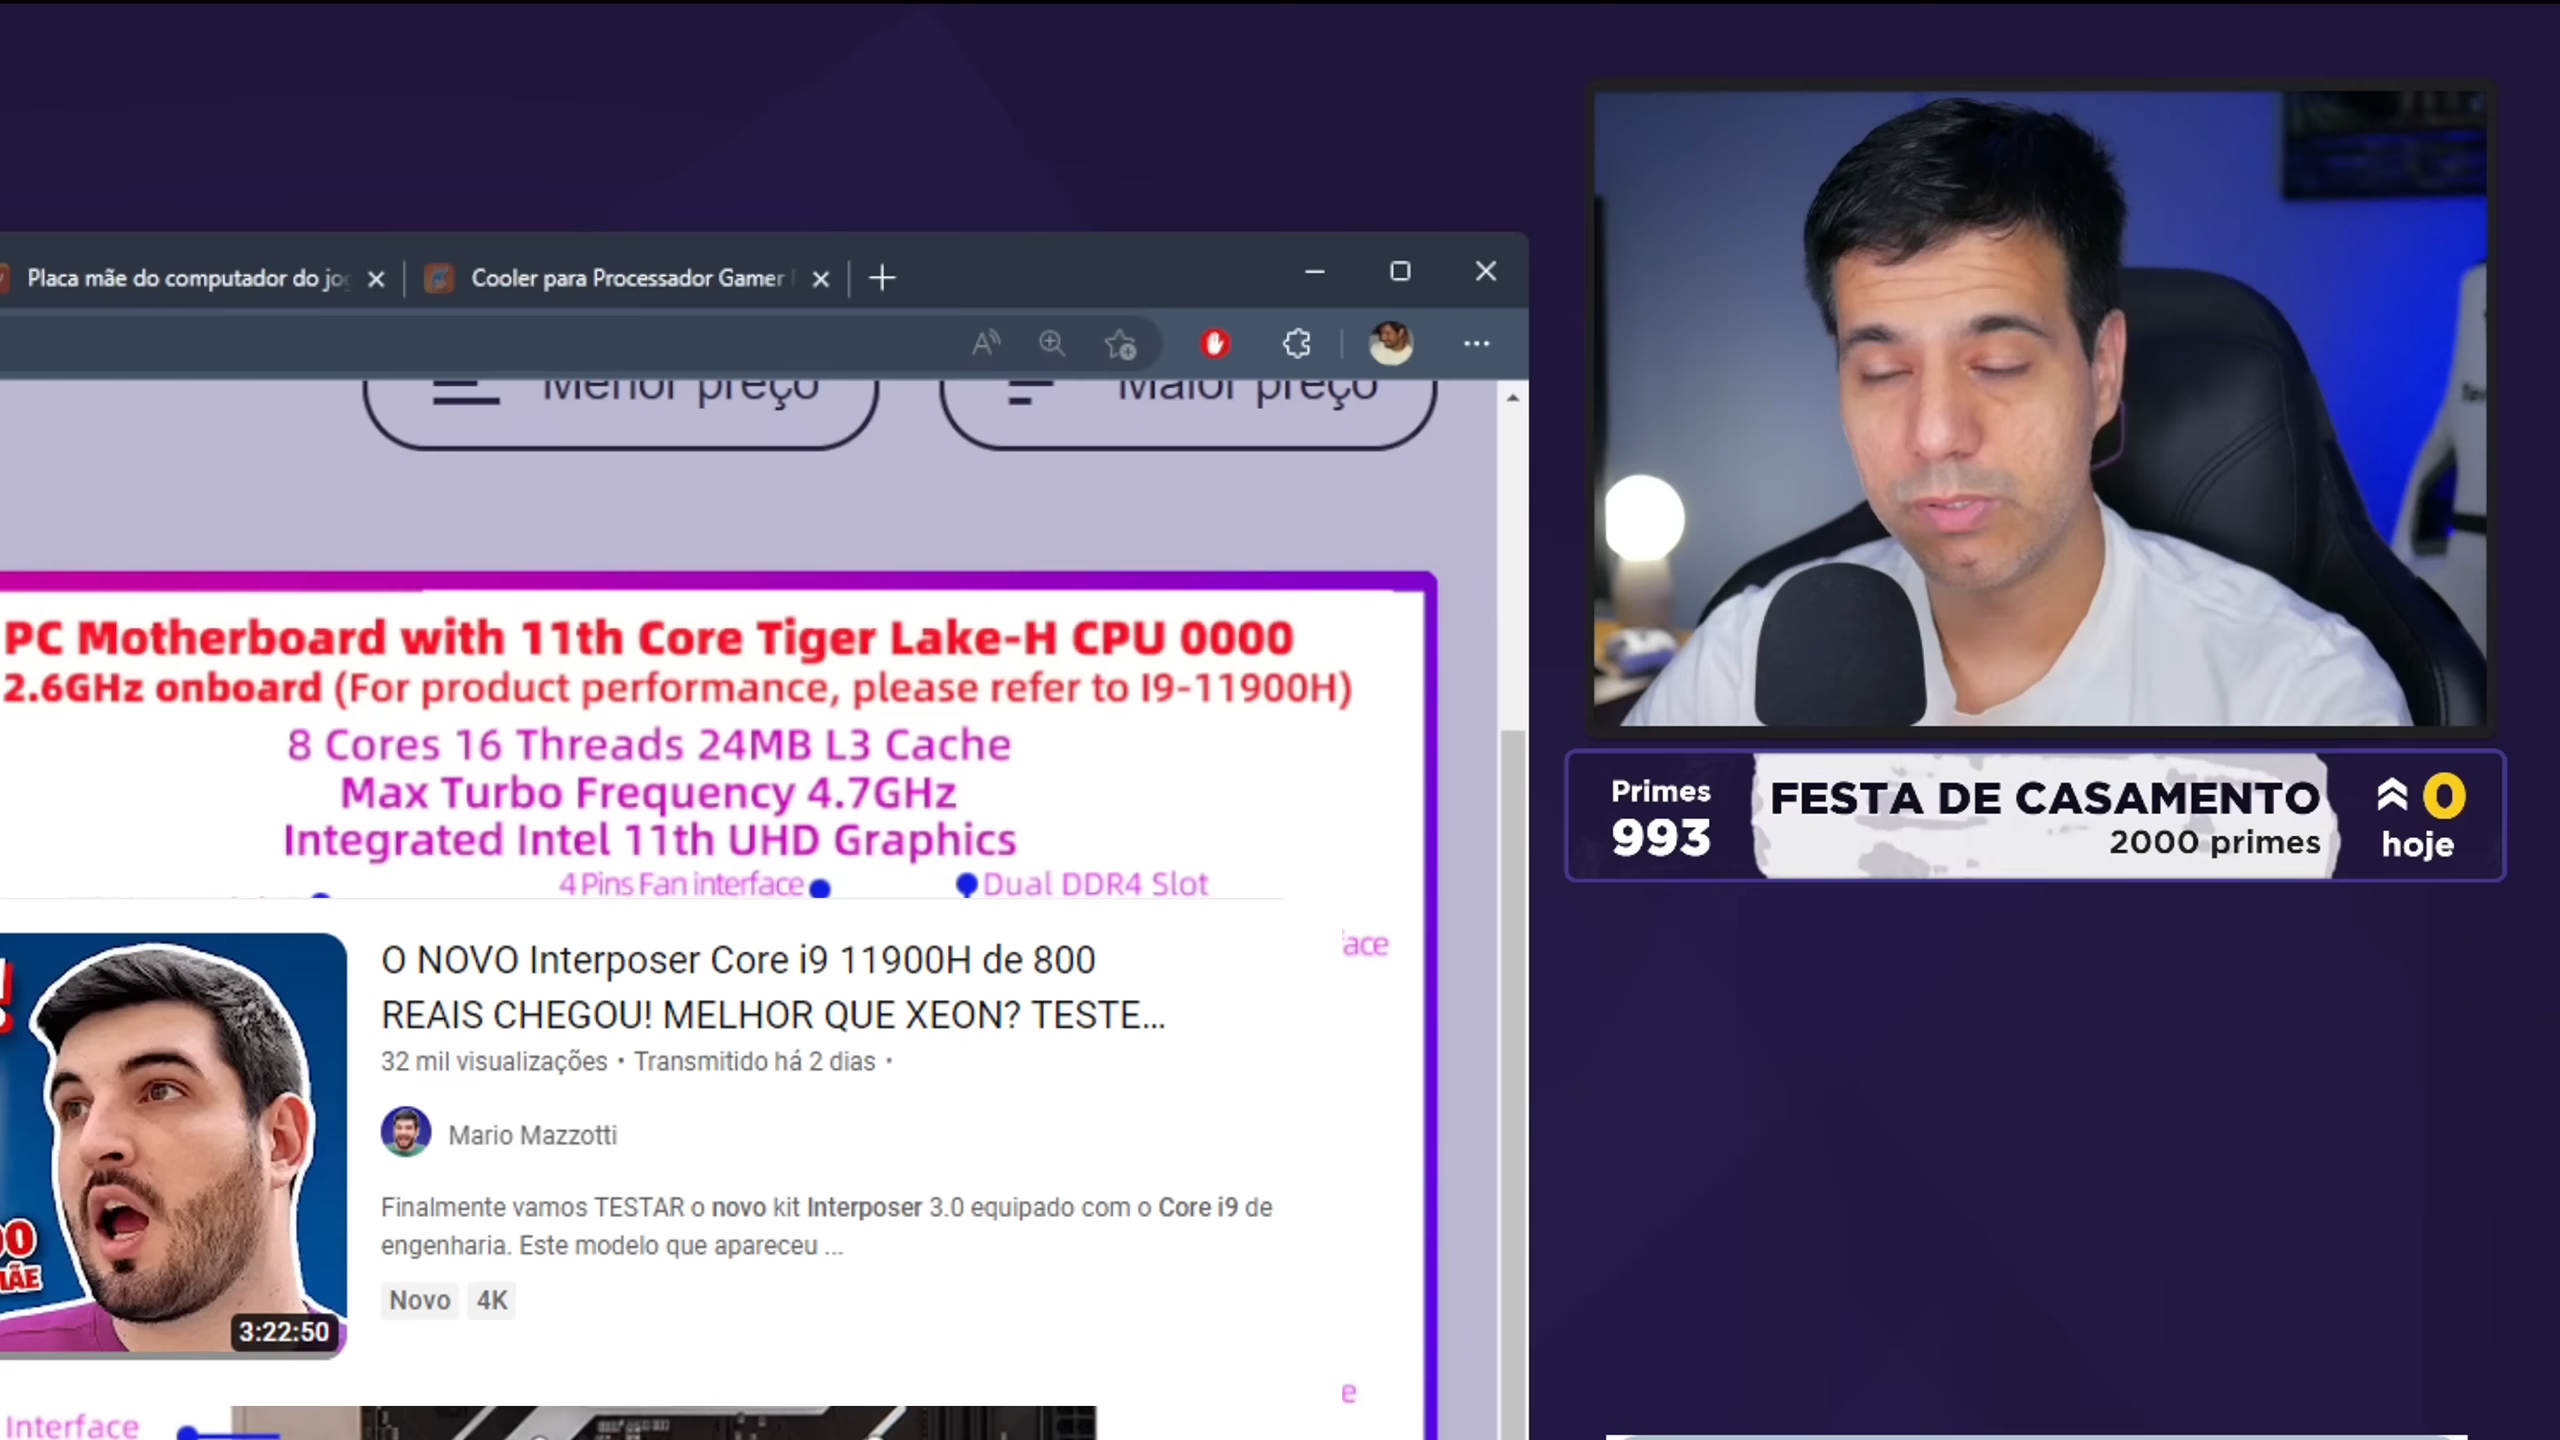 Placa mãe do computador do jo
Cooler para Processador Gamer
Menor preço
Maior preço
PC Motherboard with 11th Core Tiger Lake-H CPU 0000
2.6GHz onboard (For product performance, please refer to I9-11900H)
8 Cores 16 Threads 24MB L3 Cache
Max Turbo Frequency 4.7GHz
Integrated Intel 11th UHD Graphics
4 Pins Fan interface
Dual DDR4 Slot
O NOVO Interposer Core i9 11900H de 800
REAIS CHEGOU! MELHOR QUE XEON? TESTE...
32 mil visualizações • Transmitido há 2 dias •
Mario Mazzotti
Finalmente vamos TESTAR o novo kit Interposer 3.0 equipado com o Core i9 de
engenharia. Este modelo que apareceu ...
Novo
4K
3:22:50
Interface
Primes
993
FESTA DE CASAMENTO
2000 primes
0
hoje